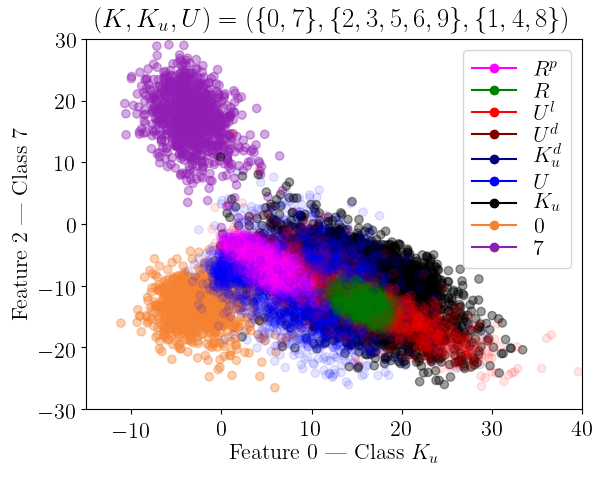 (K, K_u, U) = ({0, 7}, {2, 3, 5, 6, 9}, {1, 4, 8})
30
20
10
0
−10
−20
−30
Feature 2 — Class 7
R^p
R
U^l
U^d
K_u^d
U
K_u
0
7
−10
0
10
20
30
40
Feature 0 — Class K_u